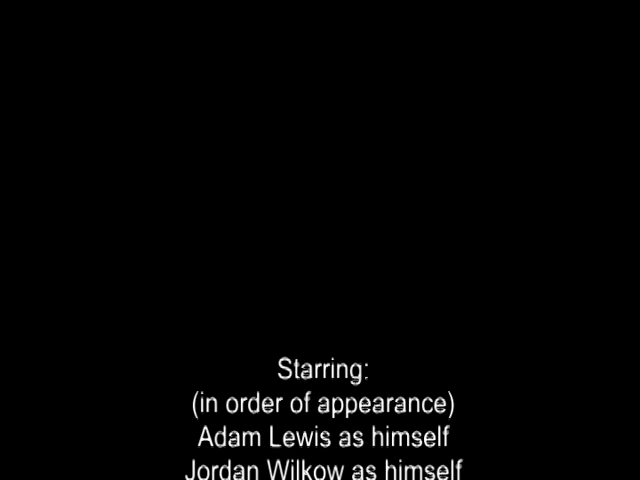 Starring:
(in order of appearance)
Adam Lewis as himself
Jordan Wilkow as himself